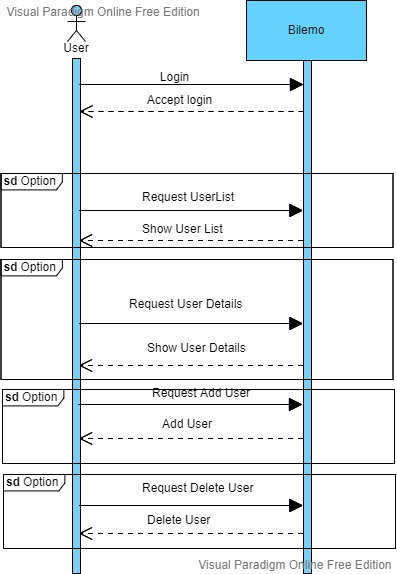 Visual Paradigm Online Free Edition
User
Bilemo
Login
Accept login
sd Option
Request UserList
Show User List
sd Option
Request User Details
Show User Details
sd Option
Request Add User
Add User
sd Option
Request Delete User
Delete User
Visual Paradigm Online Free Edition